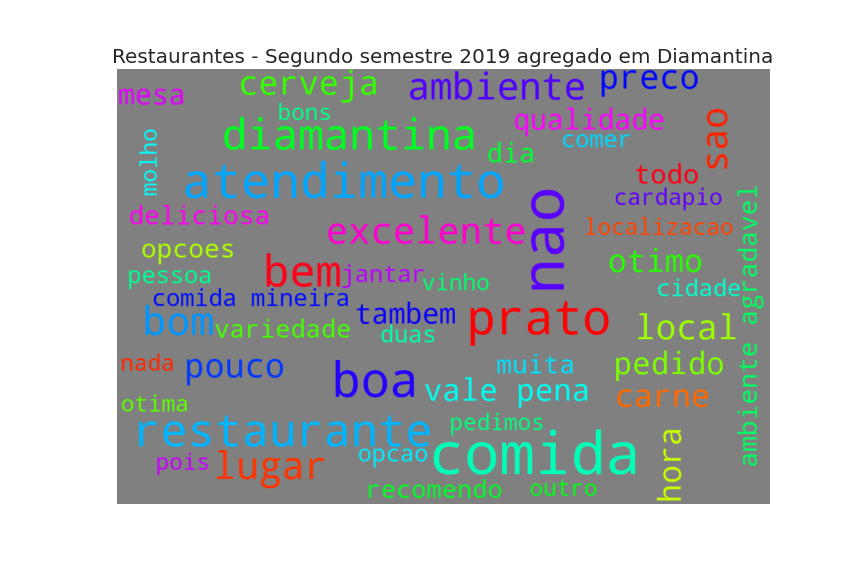 Restaurantes - Segundo semestre 2019 agregado em Diamantina
mesa
cerveja
ambiente
preco
bons
qualidade
sao
diamantina
comer
dia
molho
atendimento
todo
cardapio
nao
deliciosa
excelente
localizacao
ambiente agradavel
opcoes
otimo
pessoa
bem
jantar
vinho
cidade
comida mineira
bom
variedade
tambem
duas
prato
local
nada
pouco
boa
muita
vale pena
pedido
carne
otima
restaurante
pedimos
comida
hora
pois
lugar
opcao
recomendo
outro